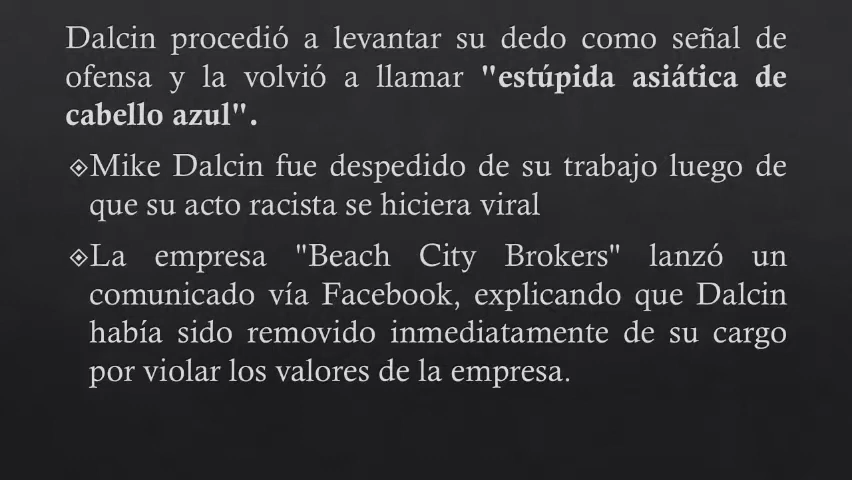 Dalcin procedió a levantar su dedo como señal de
ofensa y la volvió a llamar "estúpida asiática de
cabello azul".
Mike Dalcin fue despedido de su trabajo luego de
que su acto racista se hiciera viral
La empresa "Beach City Brokers" lanzó un
comunicado vía Facebook, explicando que Dalcin
había sido removido inmediatamente de su cargo
por violar los valores de la empresa.